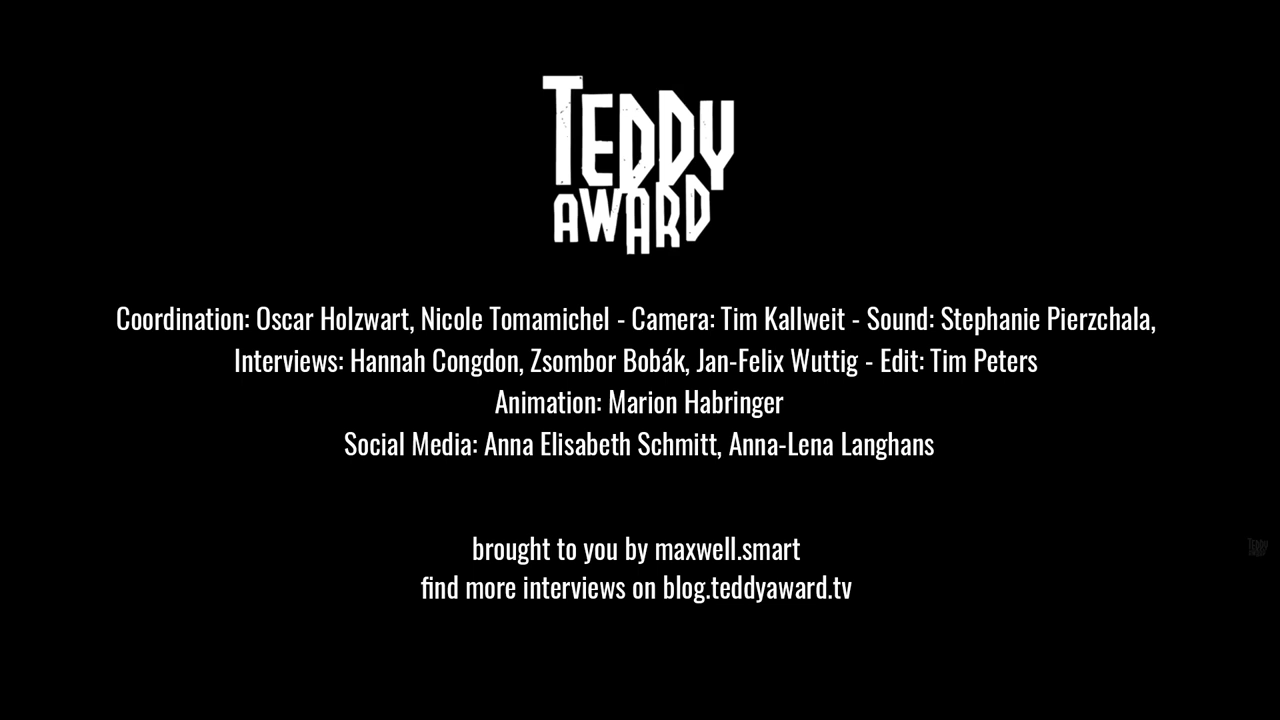 TEDDY
AWARD
Coordination: Oscar Holzwart, Nicole Tomamichel - Camera: Tim Kallweit - Sound: Stephanie Pierzchala,
Interviews: Hannah Congdon, Zsombor Bobák, Jan-Felix Wuttig - Edit: Tim Peters
Animation: Marion Habringer
Social Media: Anna Elisabeth Schmitt, Anna-Lena Langhans
brought to you by maxwell.smart
find more interviews on blog.teddyaward.tv
TEDDY
AWARD